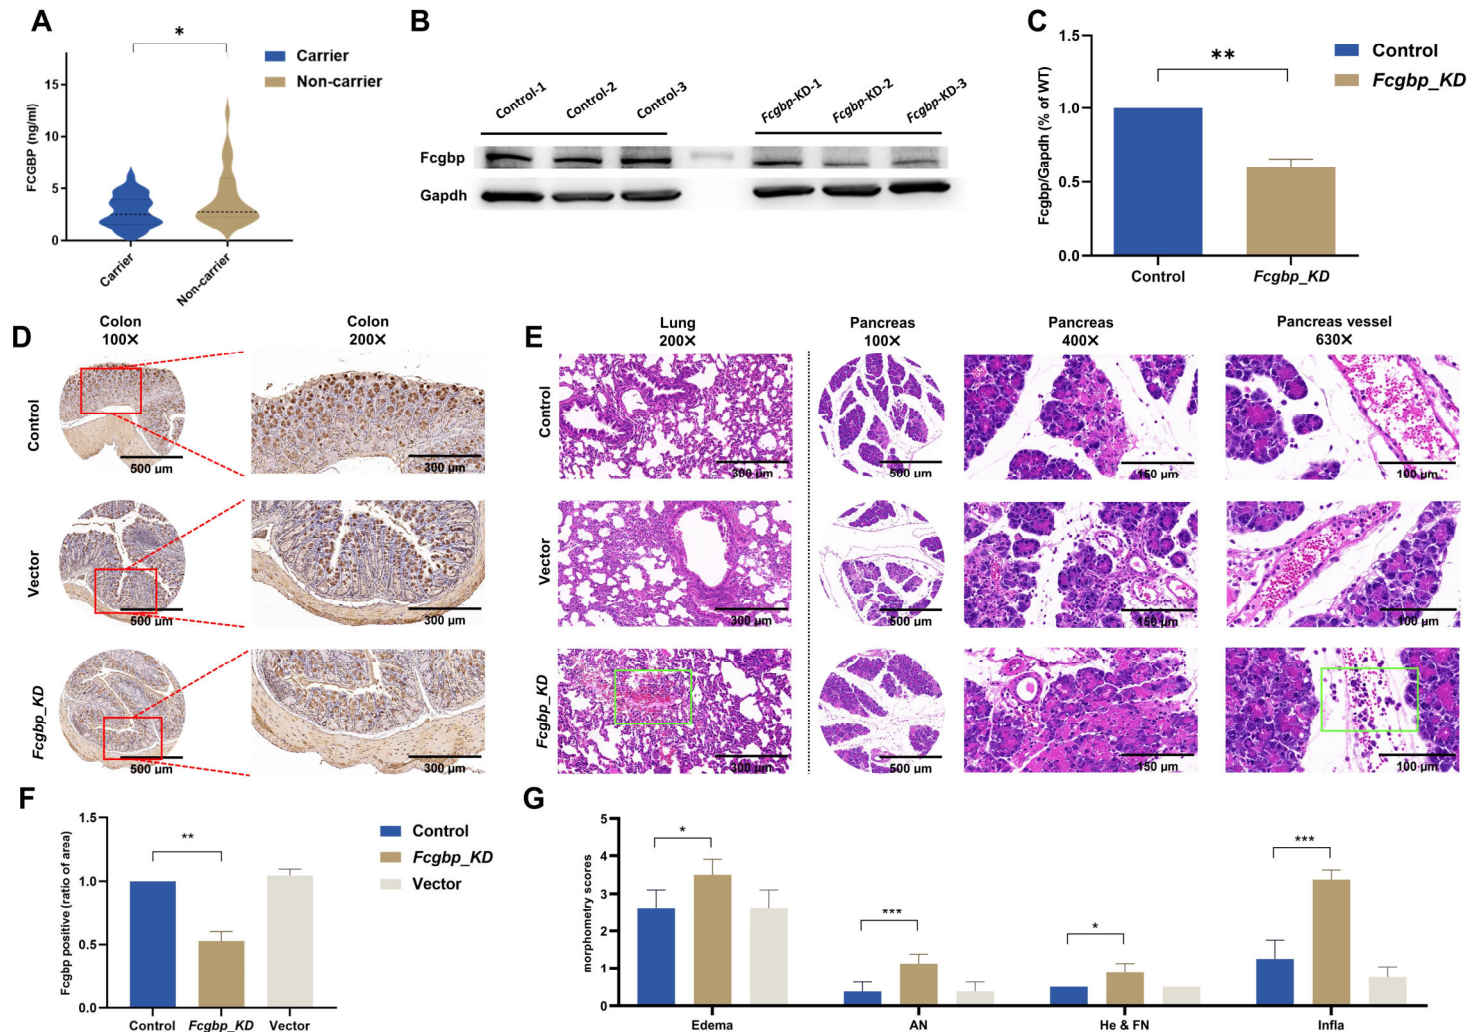 A
*
Carrier
Non-carrier
FCGBP (ng/ml)
15
10
5
0
Carrier
Non-carrier
B
Control-1
Control-2
Control-3
Fcgbp-KD-1
Fcgbp-KD-2
Fcgbp-KD-3
Fcgbp
Gapdh
C
**
Control
Fcgbp_KD
Fcgbp/Gapdh (% of WT)
1.5
1.0
0.5
0.0
Control
Fcgbp_KD
D
Colon
100✕
Colon
200✕
Control
500 µm
300 µm
Vector
500 µm
300 µm
Fcgbp_KD
500 µm
300 µm
E
Lung
200✕
Pancreas
100✕
Pancreas
400✕
Pancreas vessel
630✕
Control
300 µm
500 µm
150 µm
100 µm
Vector
300 µm
500 µm
150 µm
100 µm
Fcgbp_KD
300 µm
500 µm
150 µm
100 µm
F
**
Control
Fcgbp_KD
Vector
Fcgbp positive (ratio of area)
1.5
1.0
0.5
0.0
Control
Fcgbp_KD
Vector
G
morphometry scores
5
4
3
2
1
0
*
***
*
***
Edema
AN
He & FN
Infla